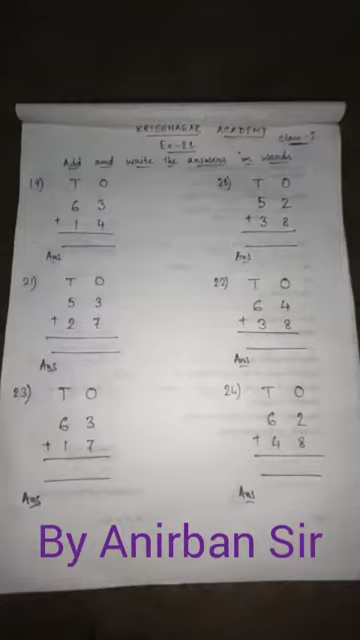 KRISHNAGAR ACADEMY
Ex-21 class-I
Add and write the answers in words
19) T O
6 3
+ 1 4
Ans
20) T O
5 2
+ 3 8
Ans
21) T O
5 3
+ 2 7
Ans
22) T O
6 4
+ 3 8
Ans
23) T O
6 3
+ 1 7
Ans
24) T O
6 2
+ 4 8
Ans
By Anirban Sir